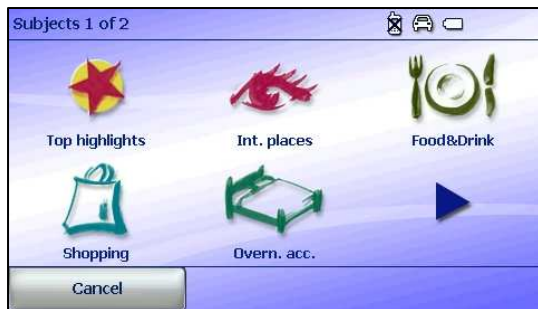 Subjects 1 of 2
Top highlights
Int. places
Food&Drink
Shopping
Overn. acc.
Cancel